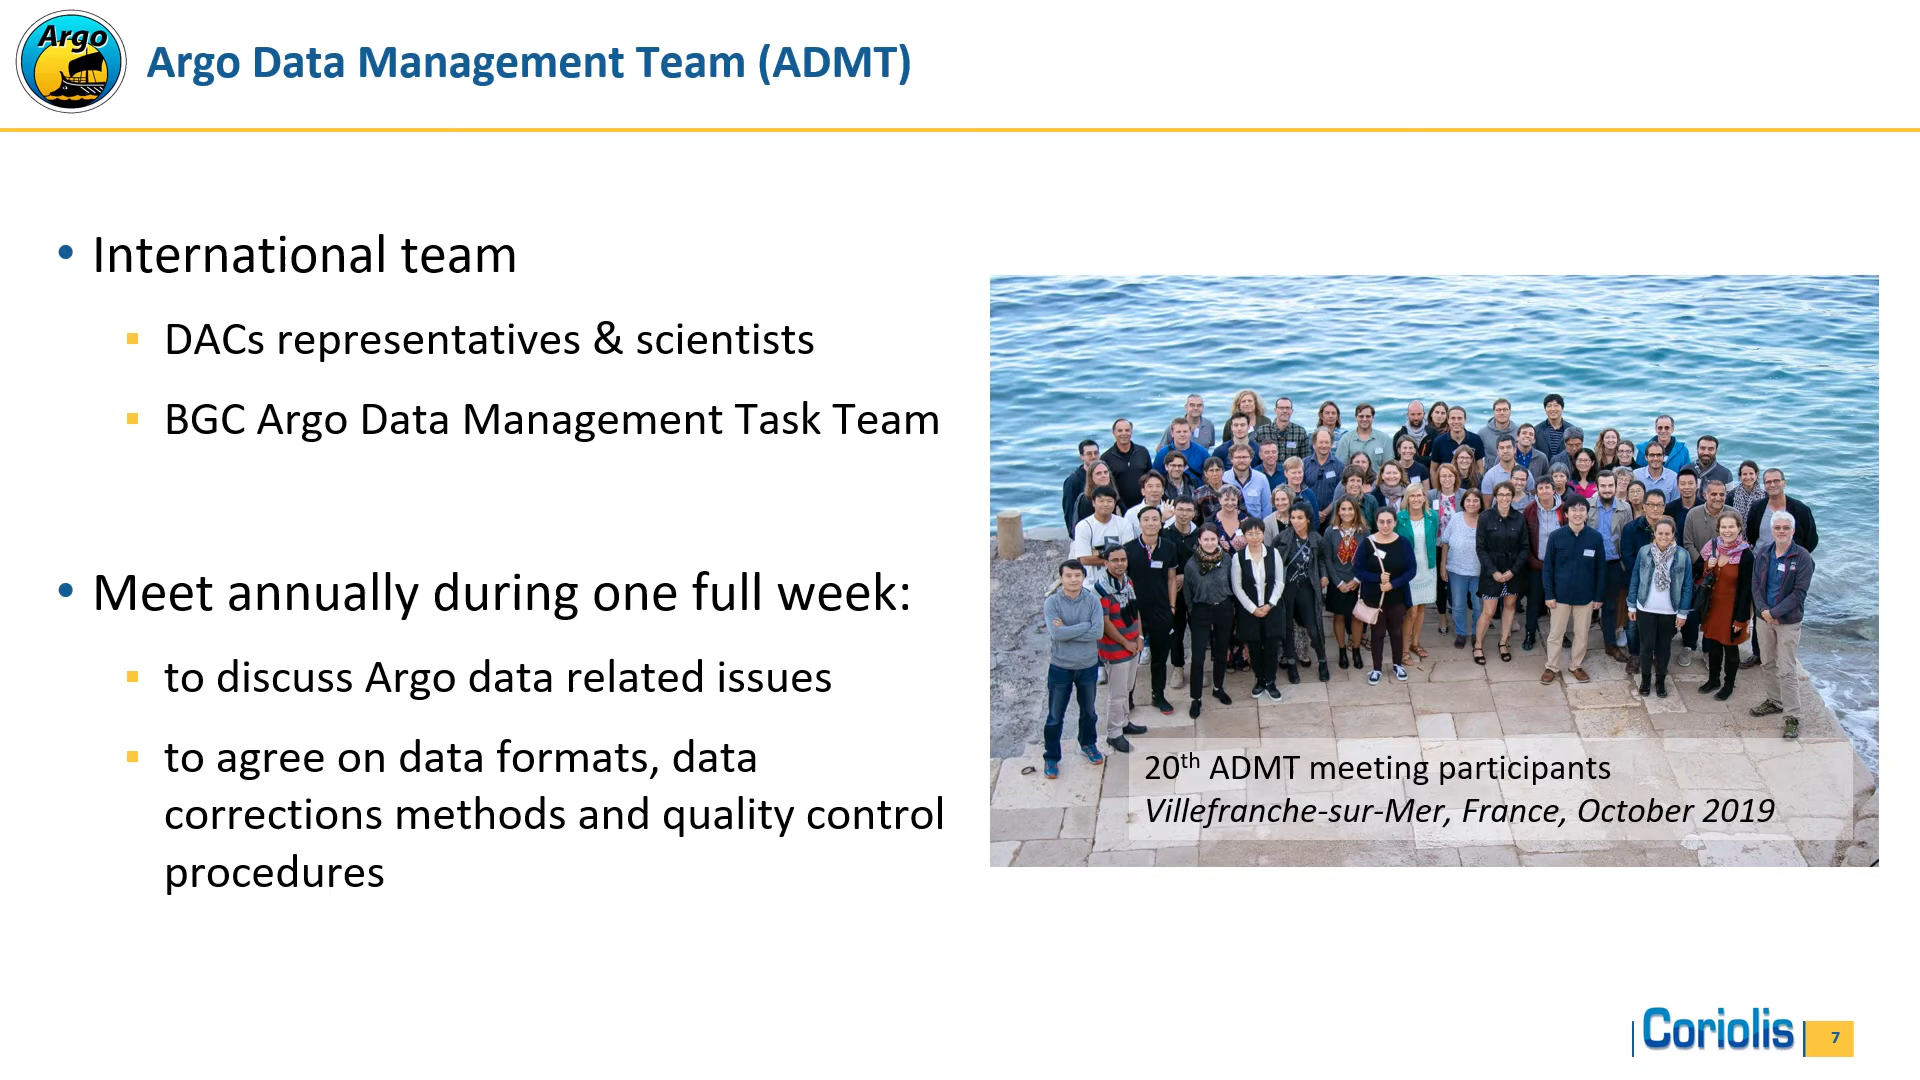 Argo
Argo Data Management Team (ADMT)
• International team
▪ DACs representatives & scientists
▪ BGC Argo Data Management Task Team
• Meet annually during one full week:
▪ to discuss Argo data related issues
▪ to agree on data formats, data
corrections methods and quality control
procedures
20th ADMT meeting participants
Villefranche-sur-Mer, France, October 2019
Coriolis
7